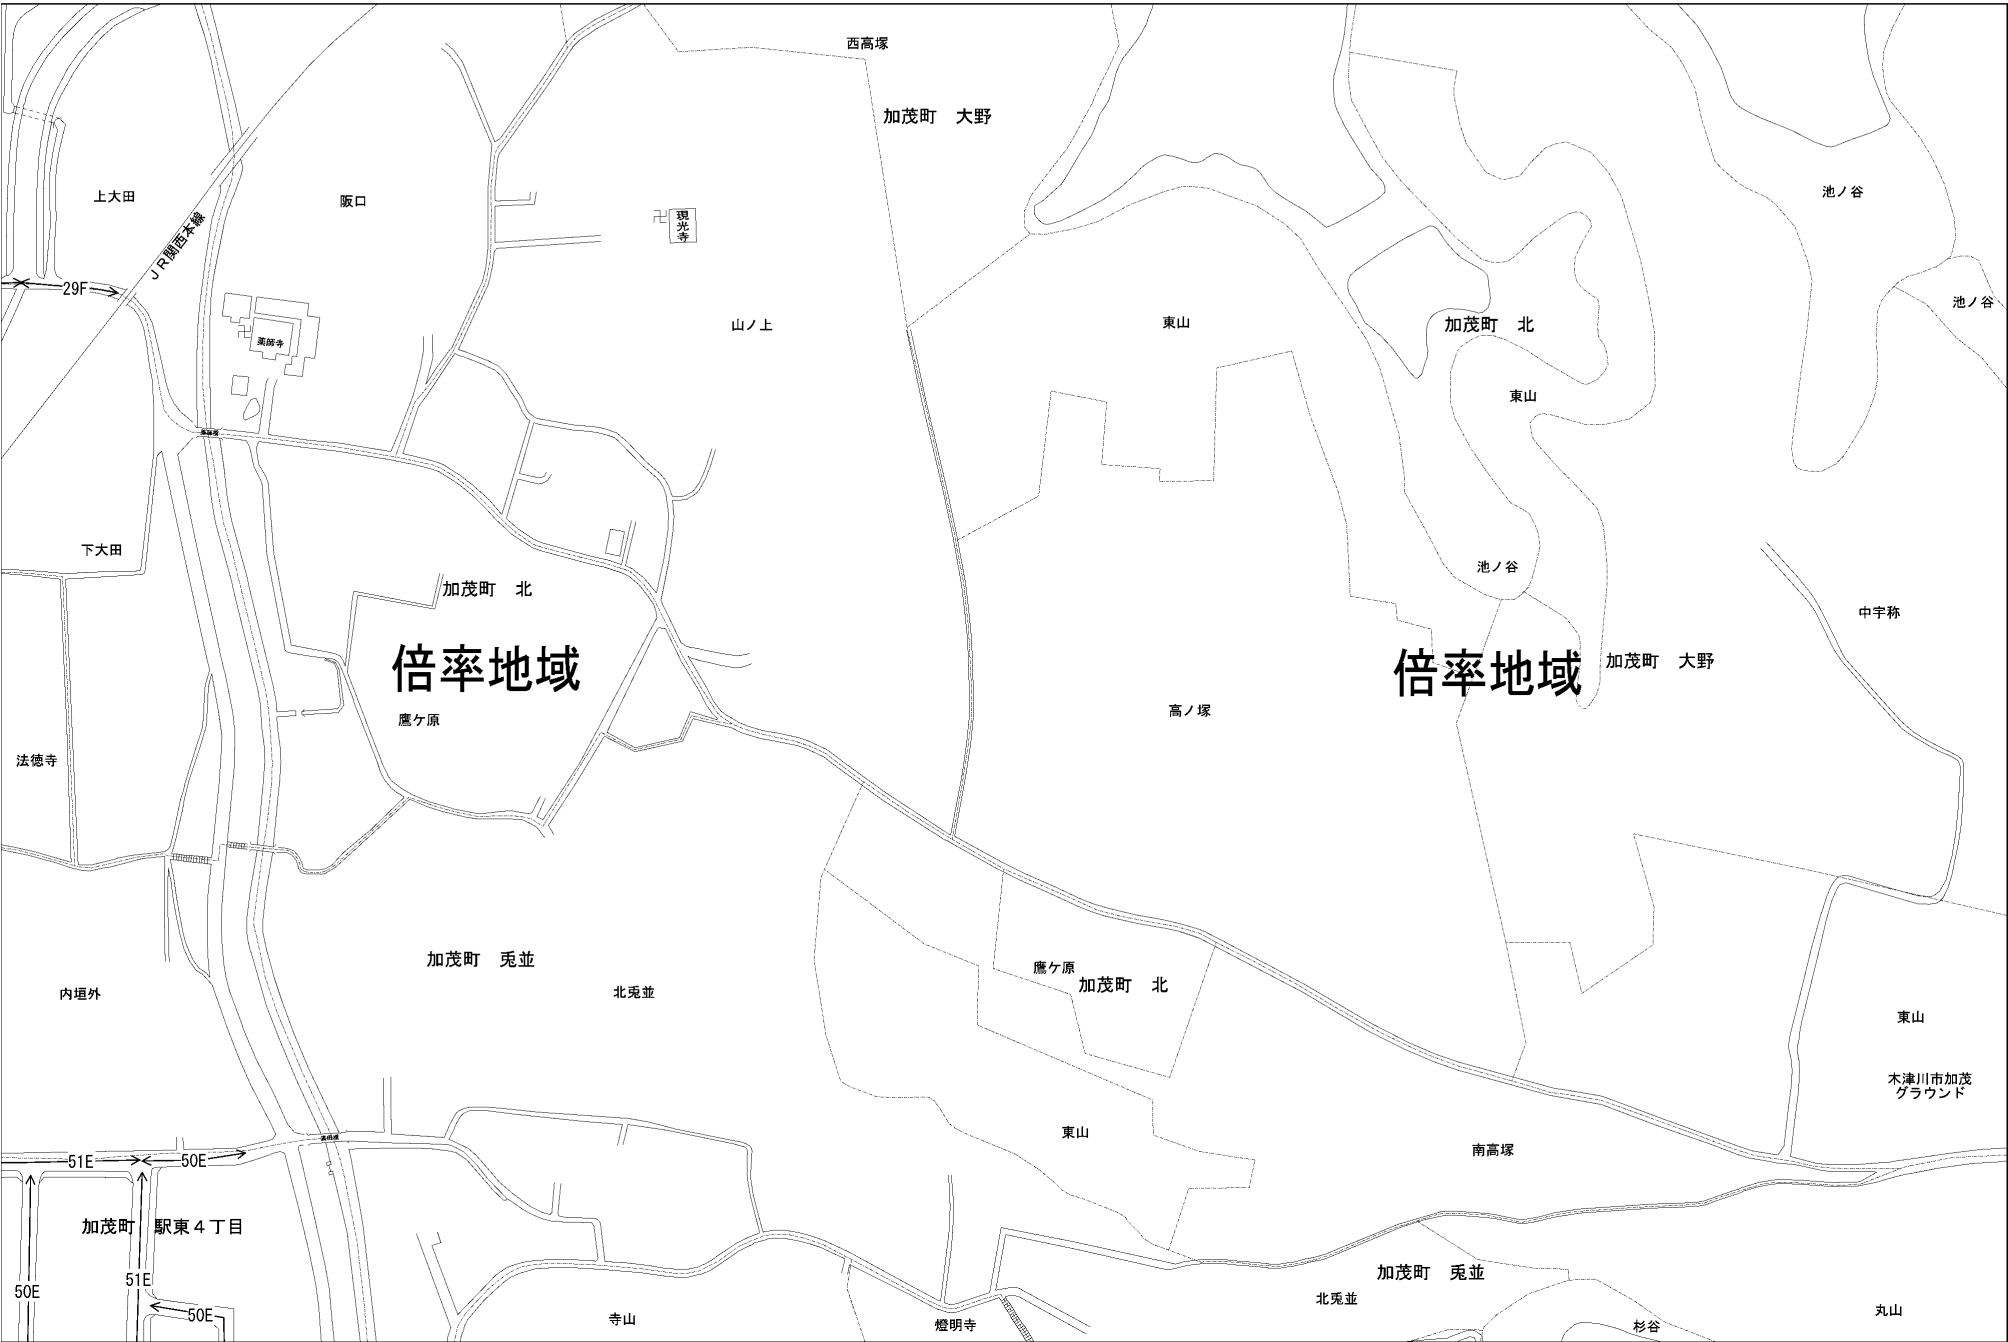 西高塚
加茂町　大野
上大田
阪口
池ノ谷
現光寺
ＪＲ関西本線
29F
池ノ谷
山ノ上
東山
加茂町　北
薬師寺
東山
下大田
加茂町　北
池ノ谷
中宇称
倍率地域
倍率地域
加茂町　大野
鷹ケ原
高ノ塚
法徳寺
加茂町　兎並
鷹ケ原
加茂町　北
内垣外
北兎並
東山
木津川市加茂
グラウンド
東山
南高塚
51E
50E
加茂町　駅東４丁目
50E
51E
50E
加茂町　兎並
北兎並
寺山
燈明寺
杉谷
丸山